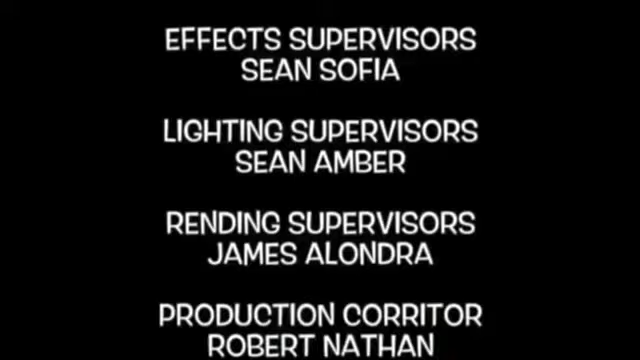 EFFECTS SUPERVISORS
SEAN SOFIA
LIGHTING SUPERVISORS
SEAN AMBER
RENDING SUPERVISORS
JAMES ALONDRA
PRODUCTION CORRITOR
ROBERT NATHAN